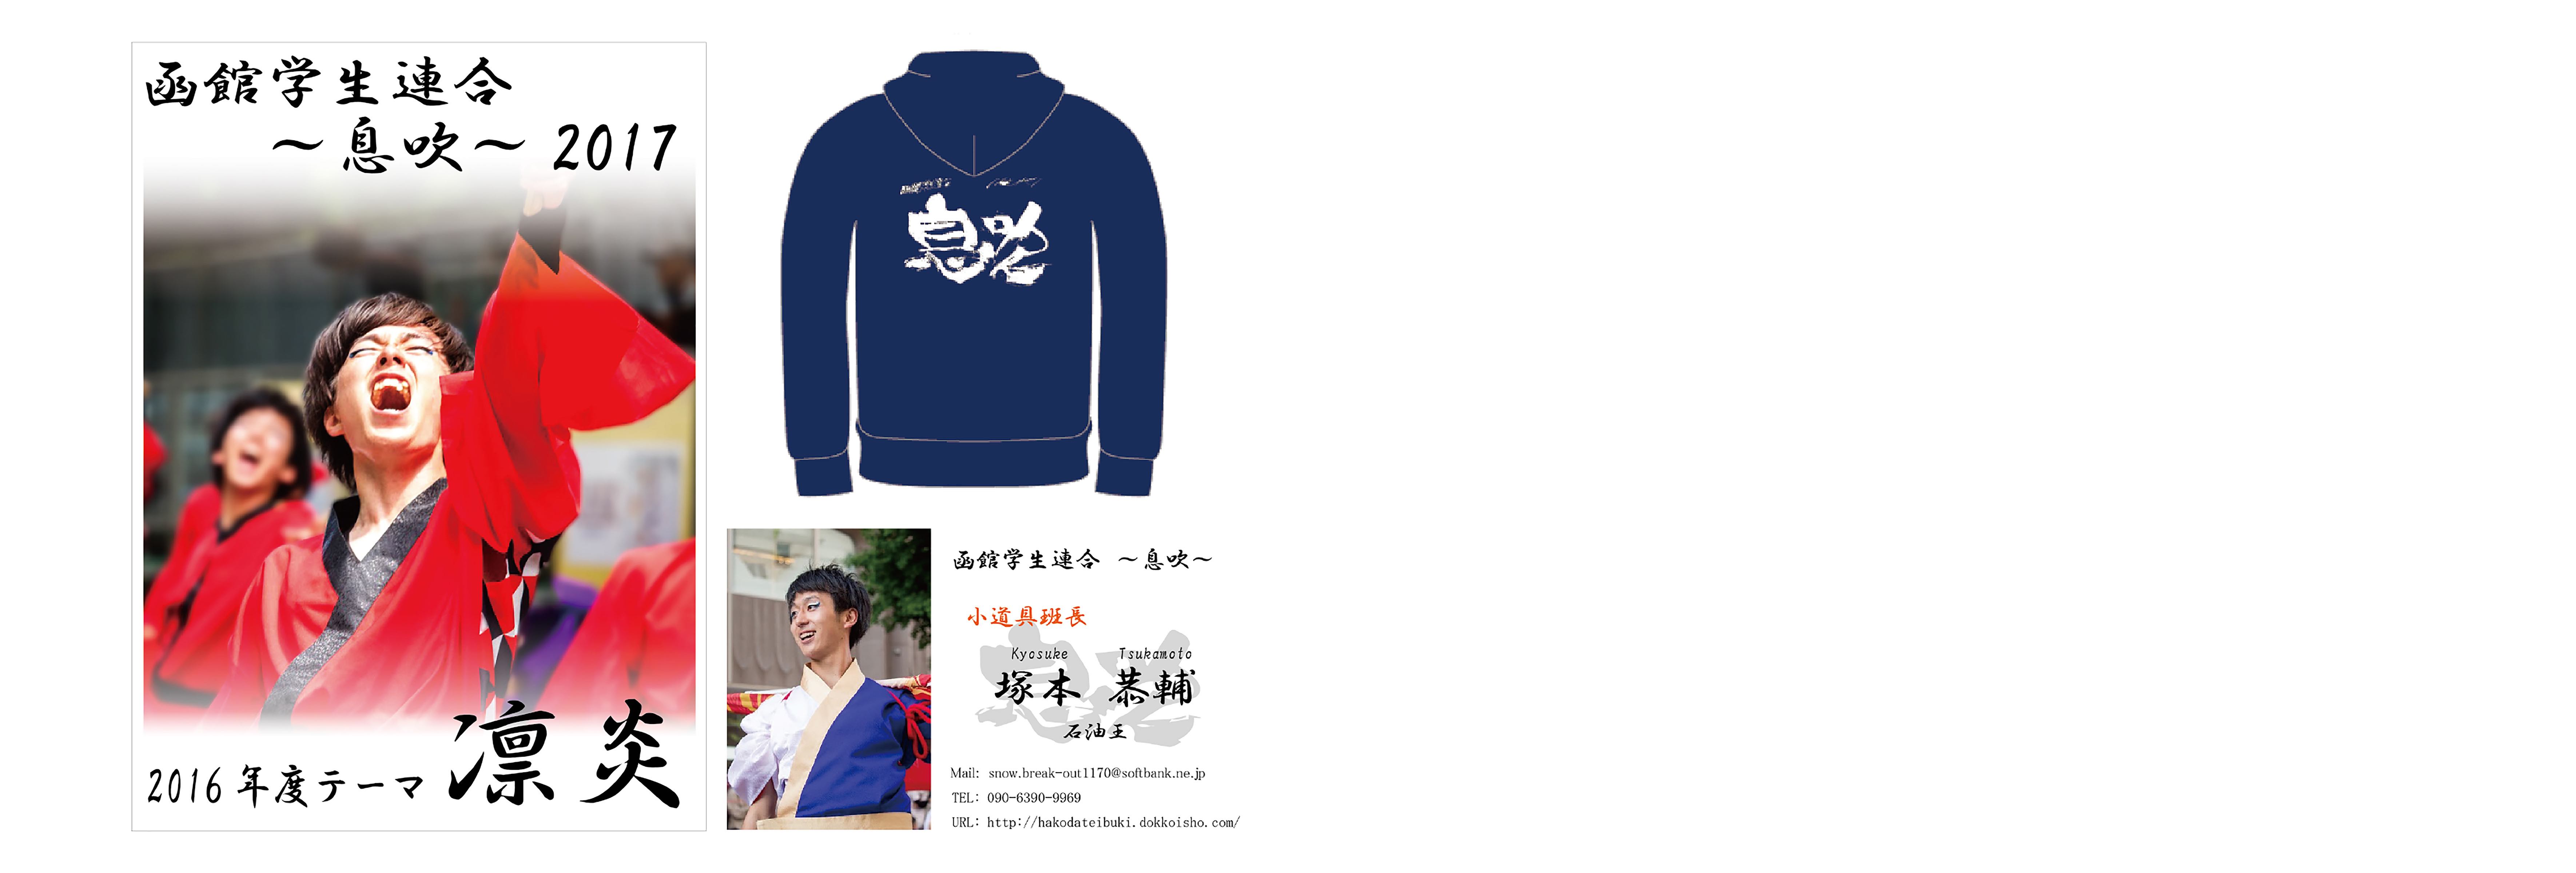 函館学生連合
～息吹～ 2017
2016年度テーマ 凛炎
息吹
函館学生連合 ～息吹～
小道具班長
Kyosuke Tsukamoto
塚本 恭輔
息吹
石油王
Mail: snow.break-out1170@softbank.ne.jp
TEL: 090-6390-9969
URL: http://hakodateibuki.dokkoisho.com/